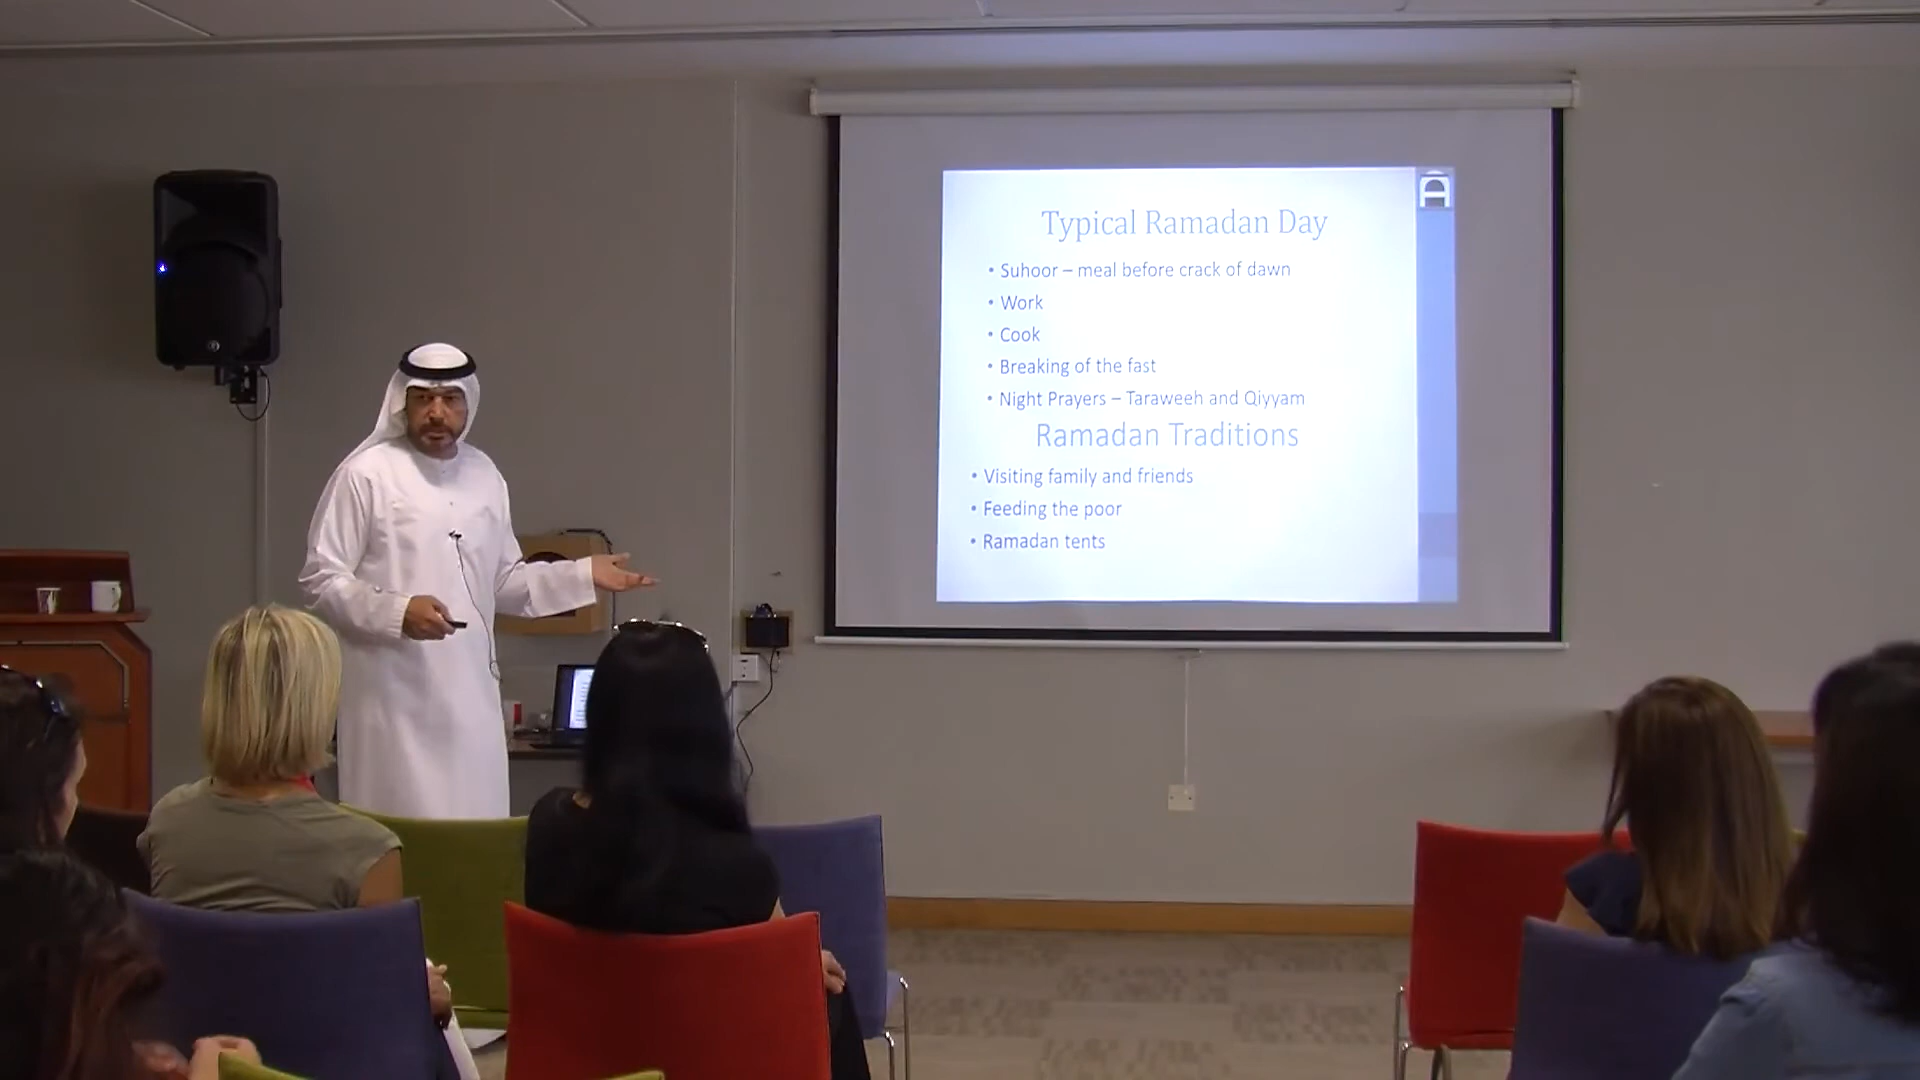 Typical Ramadan Day
• Suhoor – meal before crack of dawn
• Work
• Cook
• Breaking of the fast
• Night Prayers – Taraweeh and Qiyyam
Ramadan Traditions
• Visiting family and friends
• Feeding the poor
• Ramadan tents